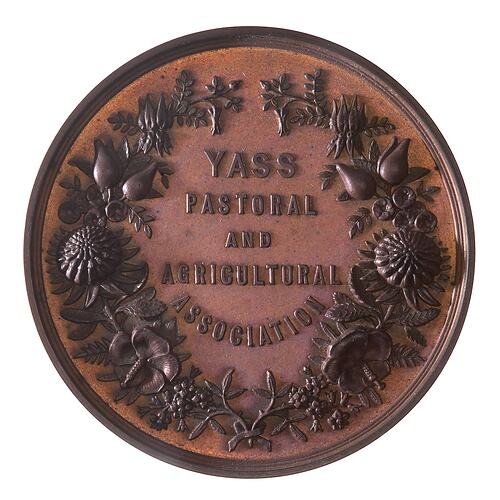 YASS
PASTORAL
AND
AGRICULTURAL
ASSOCIATION